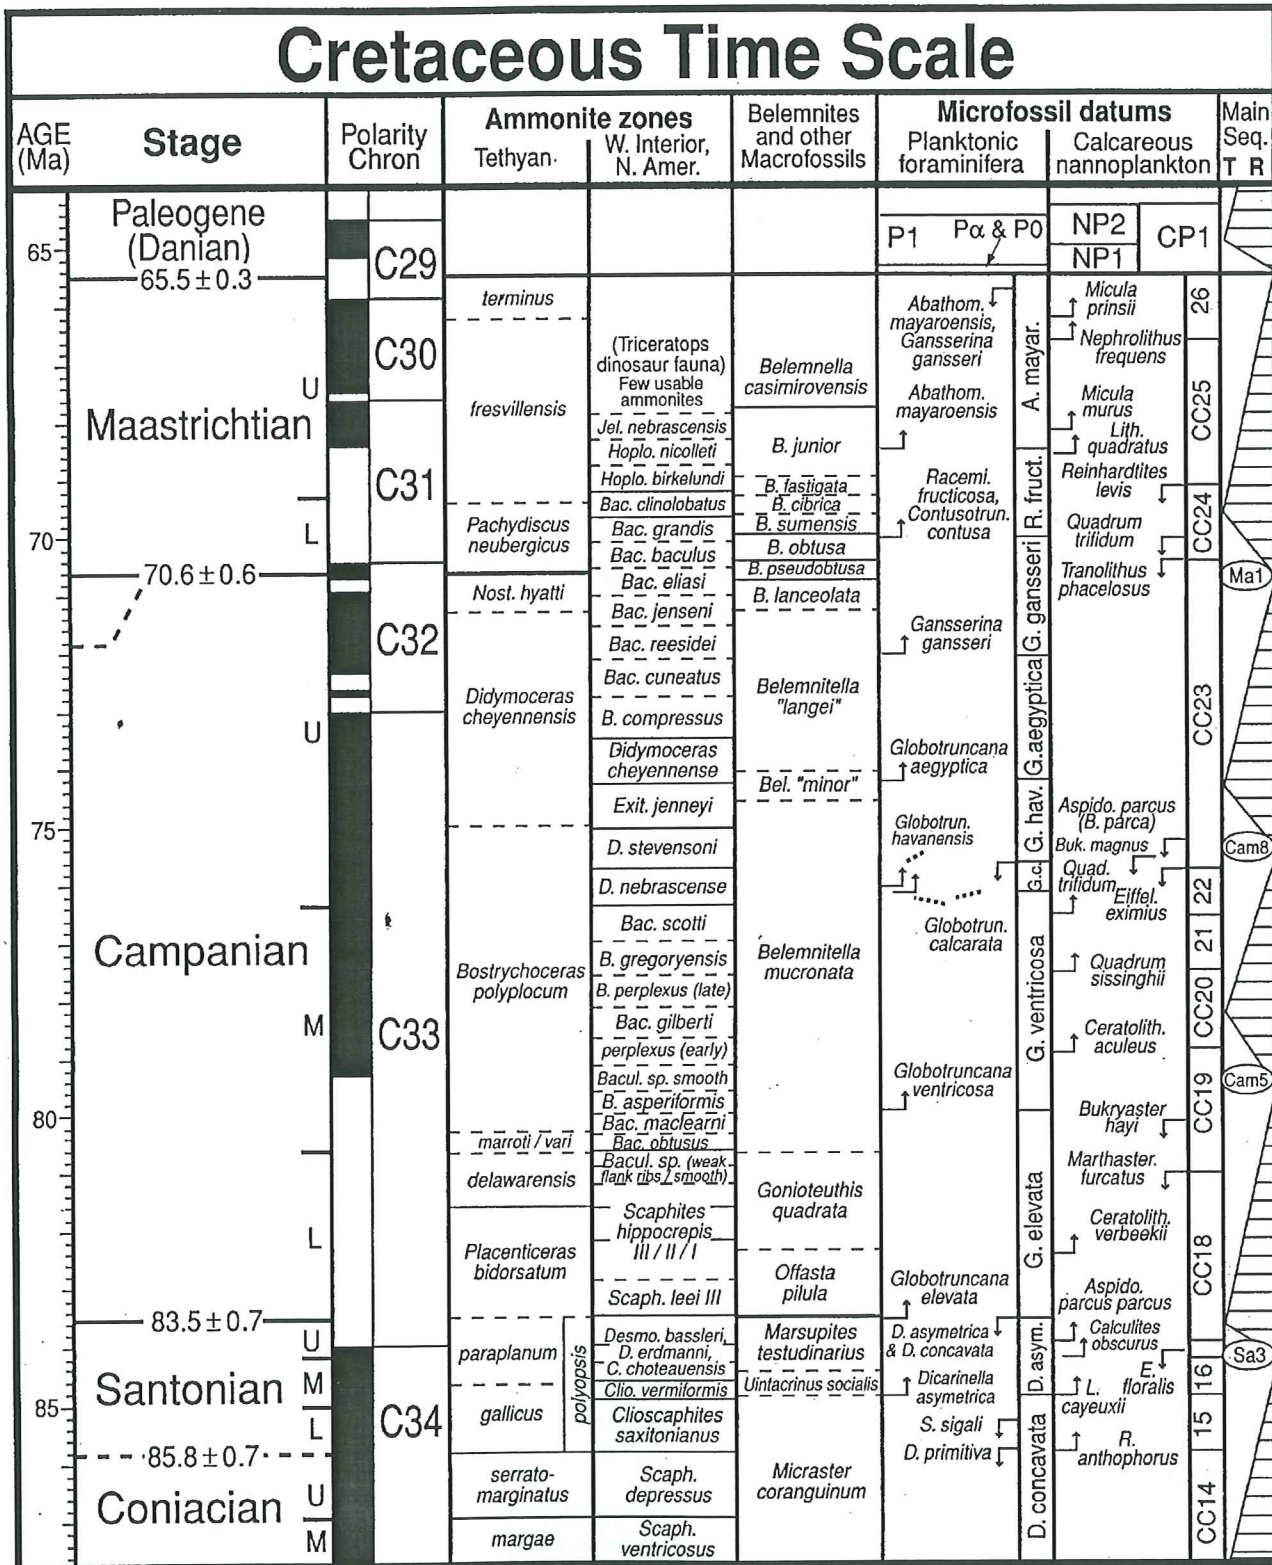 Cretaceous Time Scale
AGE
(Ma)
Stage
Polarity
Chron
Ammonite zones
Tethyan
W. Interior,
N. Amer.
Belemnites
and other
Macrofossils
Microfossil datums
Planktonic
foraminifera
Calcareous
nannoplankton
Main
Seq.
T R
65
70
75
80
85
Paleogene
(Danian)
65.5 ± 0.3
Maastrichtian
U
L
70.6 ± 0.6
Campanian
U
M
L
83.5 ± 0.7
Santonian
U
M
L
85.8 ± 0.7
Coniacian
U
M
C29
C30
C31
C32
C33
C34
terminus
fresvillensis
Pachydiscus
neubergicus
Nost. hyatti
Didymoceras
cheyennensis
Bostrychoceras
polyplocum
marroti / vari
delawarensis
Placenticeras
bidorsatum
paraplanum
gallicus
polyopsis
serrato-
marginatus
margae
(Triceratops
dinosaur fauna)
Few usable
ammonites
Jel. nebrascensis
Hoplo. nicolleti
Hoplo. birkelundi
Bac. clinolobatus
Bac. grandis
Bac. baculus
Bac. eliasi
Bac. jenseni
Bac. reesidei
Bac. cuneatus
B. compressus
Didymoceras
cheyennense
Exit. jenneyi
D. stevensoni
D. nebrascense
Bac. scotti
B. gregoryensis
B. perplexus (late)
Bac. gilberti
perplexus (early)
Bacul. sp. smooth
B. asperiformis
Bac. maclearni
Bac. obtusus
Bacul. sp. (weak
flank ribs / smooth)
Scaphites
hippocrepis
III / II / I
Scaph. leei III
Desmo. bassleri,
D. erdmanni,
C. choteauensis
Clio. vermiformis
Clioscaphites
saxitonianus
Scaph.
depressus
Scaph.
ventricosus
Belemnella
casimirovensis
B. junior
B. fastigata
B. cibrica
B. sumensis
B. obtusa
B. pseudobtusa
B. lanceolata
Belemnitella
"langei"
Bel. "minor"
Belemnitella
mucronata
Gonioteuthis
quadrata
Offasta
pilula
Marsupites
testudinarius
Uintacrinus socialis
Micraster
coranguinum
P1
Pα & P0
Abathom.
mayaroensis,
Gansserina
gansseri
Abathom.
mayaroensis
Racemi.
fructicosa,
Contusotrun.
contusa
Gansserina
gansseri
Globotruncana
aegyptica
Globotrun.
havanensis
Globotrun.
calcarata
Globotruncana
ventricosa
Globotruncana
elevata
D. asymetrica
& D. concavata
Dicarinella
asymetrica
S. sigali
D. primitiva
A. mayar.
R. fruct.
G. gansseri
G.aegyptica
G. hav.
G.c.
G. ventricosa
G. elevata
D. asym.
D. concavata
NP2
NP1
CP1
Micula
prinsii
Nephrolithus
frequens
Micula
murus
Lith.
quadratus
Reinhardtites
levis
Quadrum
trifidum
Tranolithus
phacelosus
Aspido. parcus
(B. parca)
Buk. magnus
Quad.
trifidum
Eiffel.
eximius
Quadrum
sissinghii
Ceratolith.
aculeus
Bukryaster
hayi
Marthaster.
furcatus
Ceratolith.
verbeekii
Aspido.
parcus parcus
Calculites
obscurus
E.
floralis
L.
cayeuxii
R.
anthophorus
26
CC25
CC24
CC23
22
21
CC20
CC19
CC18
16
15
CC14
Ma1
Cam8
Cam5
Sa3